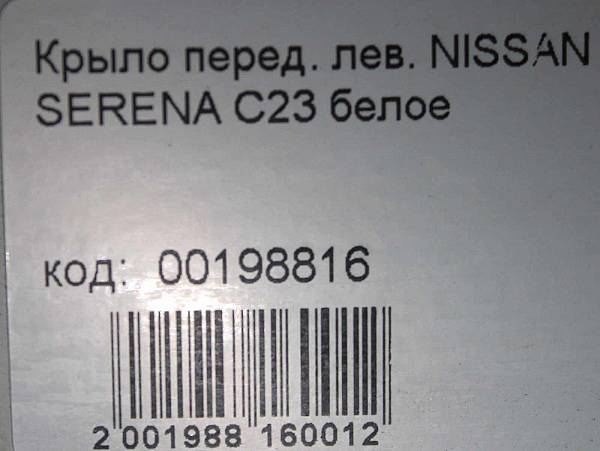 Крыло перед. лев. NISSAN
SERENA C23 белое
код: 00198816
2 001988 160012